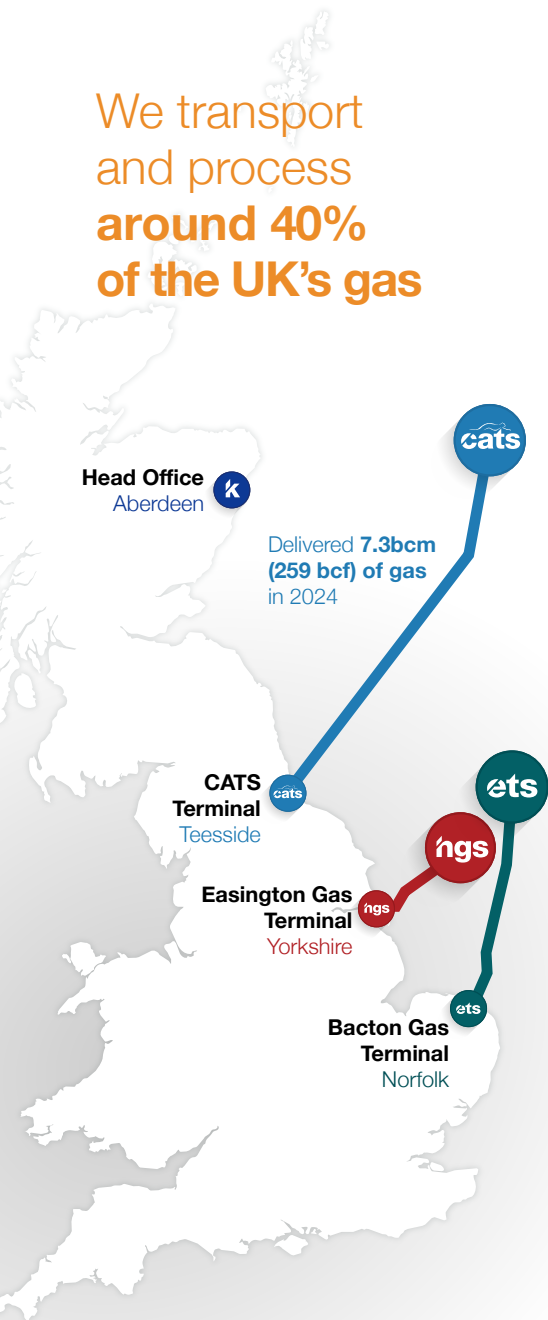 We transport
and process
around 40%
of the UK's gas
cats
Head Office
Aberdeen
k
Delivered 7.3bcm
(259 bcf) of gas
in 2024
CATS
Terminal
Teesside
cats
ets
hgs
Easington Gas
Terminal
Yorkshire
hgs
ets
Bacton Gas
Terminal
Norfolk